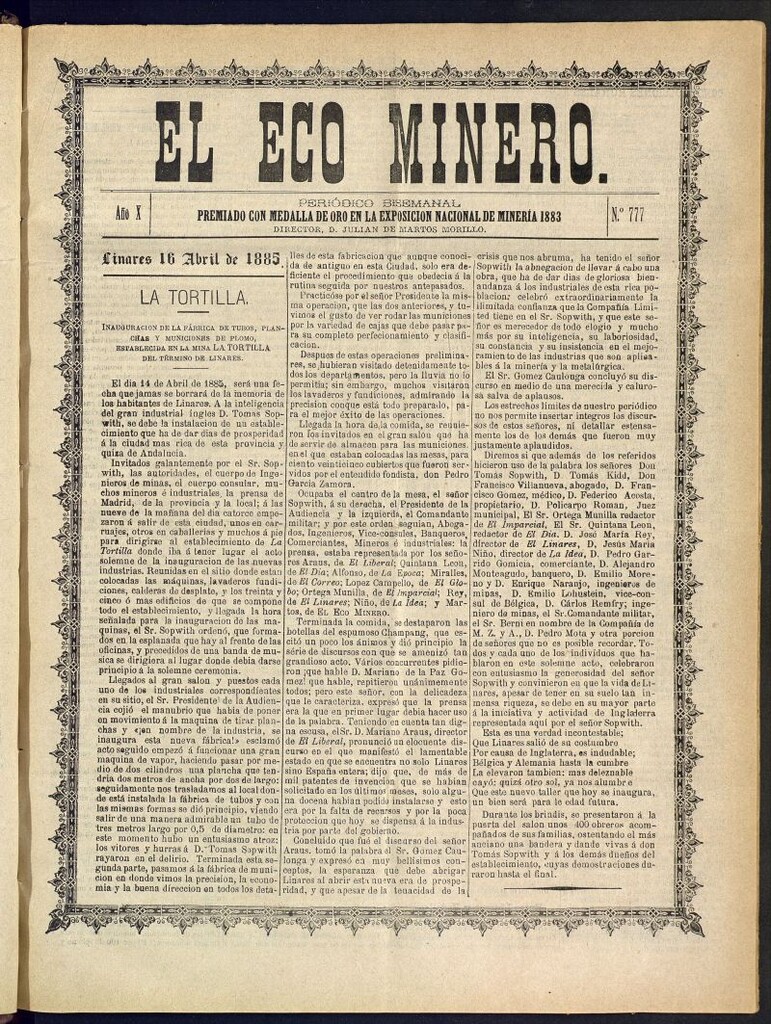 EL ECO MINERO.
Año X
PERIÓDICO BISEMANAL
PREMIADO CON MEDALLA DE ORO EN LA EXPOSICION NACIONAL DE MINERÍA 1883
DIRECTOR, D. JULIAN DE MARTOS MORILLO.
N.º 777
Linares 16 Abril de 1885.
LA TORTILLA.
INAUGURACION DE LA FÁBRICA DE TUBOS, PLAN-
CHAS Y MUNICIONES DE PLOMO,
ESTABLECIDA EN LA MINA LA TORTILLA
DEL TÉRMINO DE LINARES.
El dia 14 de Abril de 1885, será una fe-
cha que jamas se borrará de la memoria de
los habitantes de Linares. A la inteligencia
del gran industrial ingles D. Tomas Sop-
with, se debe la instalacion de un estable-
cimiento que ha de dar dias de prosperidad
á la ciudad mas rica de esta provincia y
quiza de Andalucia.
Invitados galantemente por el Sr. Sop-
with, las autoridades, el cuerpo de Inge-
nieros de minas, el cuerpo consular, mu-
chos mineros é industriales, la prensa de
Madrid, de la provincia y la local; á las
nueve de la mañana del dia catorce empe-
zaron á salir de esta ciudad, unos en car-
ruajes, otros en caballerias y muchos á pie
para dirigirse al establecimiento de La
Tortilla donde iba á tener lugar el acto
solemne de la inauguracion de las nuevas
industrias. Reunidas en el sitio donde estan
colocadas las máquinas, lavaderos fundi-
ciones, calderas de desplate, y los treinta y
cinco ó mas edificios de que se compone
todo el establecimiento, y llegada la hora
señalada para la inauguracion de las ma-
quinas, el Sr. Sopwith ordenó, que formados
en la esplanada que hay al frente de las
oficinas, y precedidos de una banda de mu-
sica se dirigiera al lugar donde debia darse
principio á la solemne ceremonia.
Llegados al gran salon y puestos cada
uno de los industriales correspondientes
en su sitio, el Sr. Presidente de la Audien-
cia cojió el manubrio que habia de poner
en movimiento á la maquina de tirar plan-
chas y «en nombre de la industria, se
inaugura esta nueva fábrica» esclamó
acto seguido empezó á funcionar una gran
maquina de vapor, haciendo pasar por me-
dio de dos cilindros una plancha que ten-
dria dos metros de ancha por dos de largo:
seguidamente nos trasladamos al local don-
de está instalada la fábrica de tubos y con
las mismas formas se dió principio, viendo
salir de una manera admirable un tubo de
tres metros largo por 0,5 de diámetro: en
este momento hubo un entusiasmo atroz:
los vitores y hurras á D. Tomás Sopwith
rayaron en el delirio. Terminada esta se-
gunda parte, pasamos á la fábrica de muni-
cion en donde vimos la precision, la econo-
mia y la buena direccion en todos los deta-
lles de esta fabricacion que aunque conoci-
da de antiguo en esta Ciudad, solo era de-
ficiente el procedimiento que obedecia á la
rutina seguida por nuestros antepasados.
Practicóse por el señor Presidente la mis-
ma operacion, que las dos anteriores, y tu-
vimos el gusto de ver rodar las municiones
por la variedad de cajas que debe pasar pa-
ra su completo perfecionamiento y clasifi-
cacion.
Despues de estas operaciones prelimina-
res, se hubieran visitado detenidamente to-
dos los departamentos, pero la lluvia no lo
permitia; sin embargo, muchos visitaron
los lavaderos y fundiciones, admirando la
precision conque está todo preparado, pa-
ra el mejor éxito de las operaciones.
Llegada la hora de la comida, se reunie-
ron los invitados en el gran salon que ha
de servir de almacen para las municiones.
en el que estaban colocadas las mesas, para
ciento veinticinco cubiertos que fueron ser-
vidos por el entendido fondista, don Pedro
Garcia Zamora.
Ocupaba el centro de la mesa, el señor
Sopwith, á su derecha, el Presidente de la
Audiencia y la izquierda, el Comandante
militar; y por este orden seguian, Aboga-
dos, Ingenieros, Vice-consules, Banqueros,
Comerciantes, Mineros é industriales: la
prensa, estaba representada por los seño-
res Araus, de El Liberal; Quintana Leon,
de El Dia; Alfonso, de La Epoca; Miralles,
de El Correo; Lopez Campello, de El Glo-
bo; Ortega Munilla, de El Imparcial; Rey,
de El Linares; Niño, de La Idea; y Mar-
tos, de EL ECO MINERO.
Terminada la comida, se destaparon las
botellas del espumoso Champang, que es-
citó un poco los ánimos y dió principio la
série de discursos con que se amenizó tan
grandioso acto. Vários concurrentes pidie-
ron ¡que hable D. Mariano de la Paz Go-
mez! que hable, repitieron unánimemente
todos; pero este señor, con la delicadeza
que le caracteriza, expresó que la prensa
era la que en primer lugar debia hacer uso
de la palabra. Teniendo en cuenta tan dig-
na escusa, el Sr. D. Mariano Araus, director
de El Liberal, pronunció un elocuente dis-
curso en el que manifestó el lamentable
estado en que se encuentra no solo Linares
sino España entera; dijo que, de más de
mil patentes de invencion que se habian
solicitado en los últimos meses, solo algu-
na docena habian podido instalarse y esto
era por la falta de recursos y por la poca
proteccion que hoy se dispensa á la indus-
tria por parte del gobierno.
Concluido que fué el discurso del señor
Araus, tomó la palabra el Sr. Gomez Cau-
longa y expresó en muy bellisimos con-
ceptos, la esperanza que debe abrigar
Linares al abrir esta nueva era de prospe-
ridad, y que apesar de la tenacidad de la
crisis que nos abruma, ha tenido el señor
Sopwith la abnegacion de llevar á cabo una
obra, que ha de dar dias de gloriosa bien-
andanza á los industriales de esta rica po-
blacion: celebró extraordinariamente la
ilimitada confianza que la Compañia Limi-
ted tiene en el Sr. Sopwith, y que este se-
ñor es merecedor de todo elogio y mucho
más por su inteligencia, su laboriosidad,
su constancia y su insistencia en el mejo-
ramiento de las industrias que son aplica-
bles á la minería y la metalúrgica.
El Sr. Gomez Caulonga concluyó su dis-
curso en medio de una merecida y caluro-
sa salva de aplausos.
Los estrechos limites de nuestro periódico
no nos permite insertar integros los discur-
sos de estos señores, ni detallar estensa-
mente los de los demás que fueron muy
justamente aplaudidos.
Diremos si que además de los referidos
hicieron uso de la palabra los señores Don
Tomás Sopwith, D Tomás Kidd, Don
Francisco Villanueva, abogado, D. Fran-
cisco Gomez, médico, D. Federico Acosta,
propietario, D. Policarpo Roman, Juez
municipal, El Sr. Ortega Munilla redactor
de El Imparcial, El Sr. Quintana Leon,
redactor de El Dia. D. José María Rey,
director de El Linares, D. Jesús Maria
Niño, director de La Idea, D. Pedro Gar-
rido Gomicia, comerciante, D. Alejandro
Monteagudo, banquero, D. Emilio More-
no y D. Enrique Naranjo, ingenieros de
minas, D. Emilio Lohustein, vice-con-
sul de Bélgica, D. Cárlos Remfry; inge-
niero de minas, el Sr. Comandante militar,
el Sr. Berni en nombre de la Compañía de
M. Z. y A., D. Pedro Mota y otra porcion
de señores que no es posible recordar. To-
dos y cada uno de los individuos que ha-
blaron en este solemne acto, celebraron
con entusiasmo la generosidad del señor
Sopwith y convinieron en que la vida de Li-
nares, apesar de tener en su suelo tan in-
mensa riqueza, se debe en su mayor parte
á la iniciativa y actividad de Inglaterra
representada aquí por el señor Sopwith.
Esta es una verdad incontestable;
Que Linares salió de su costumbre
Por causa de Inglaterra, es indudable;
Bélgica y Alemania hasta la cumbre
La elevaron tambien: mas deleznable
cayó; quizá otro sol, ya nos alumbre
Que este nuevo taller que hoy se inaugura,
un bien será para le edad futura.
Durante los brindis, se presentaron á la
puerta del salon unos 400 obreros acom-
pañados de sus familias, ostentando el más
anciano una bandera y dande vivas á don
Tomás Sopwith y á los demás dueños del
establecimiento, cuyas demostraciones du-
raron hasta el final.